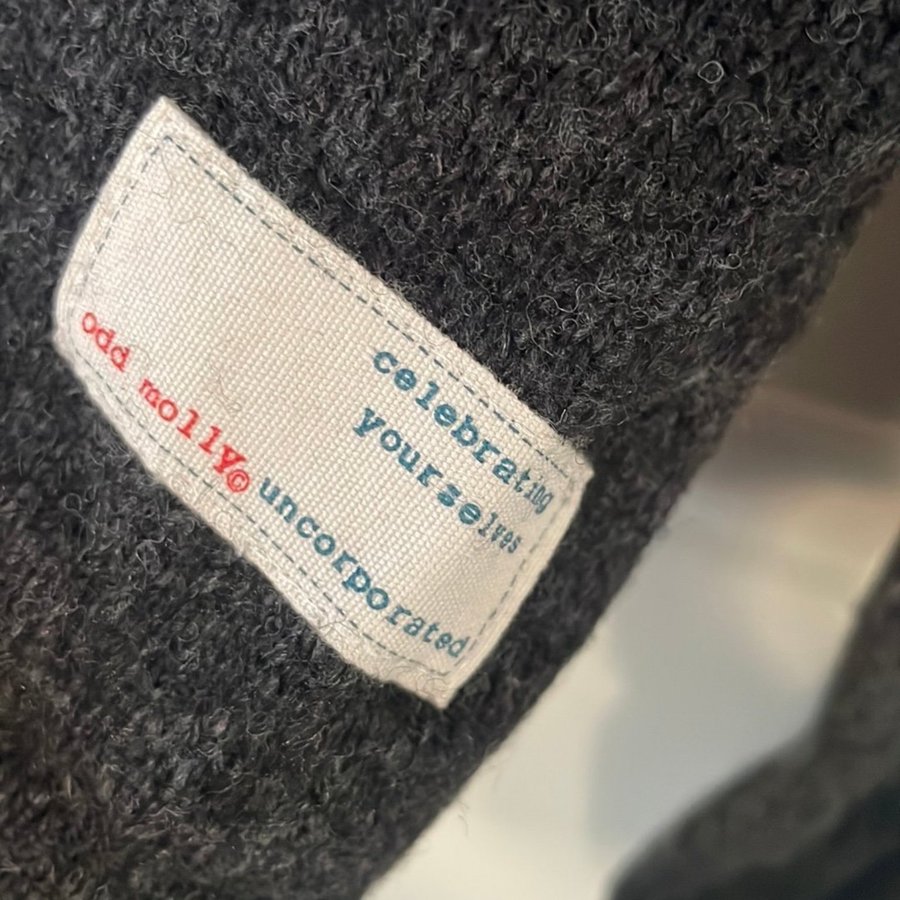 celebrating
yourselves
odd molly© uncorporated